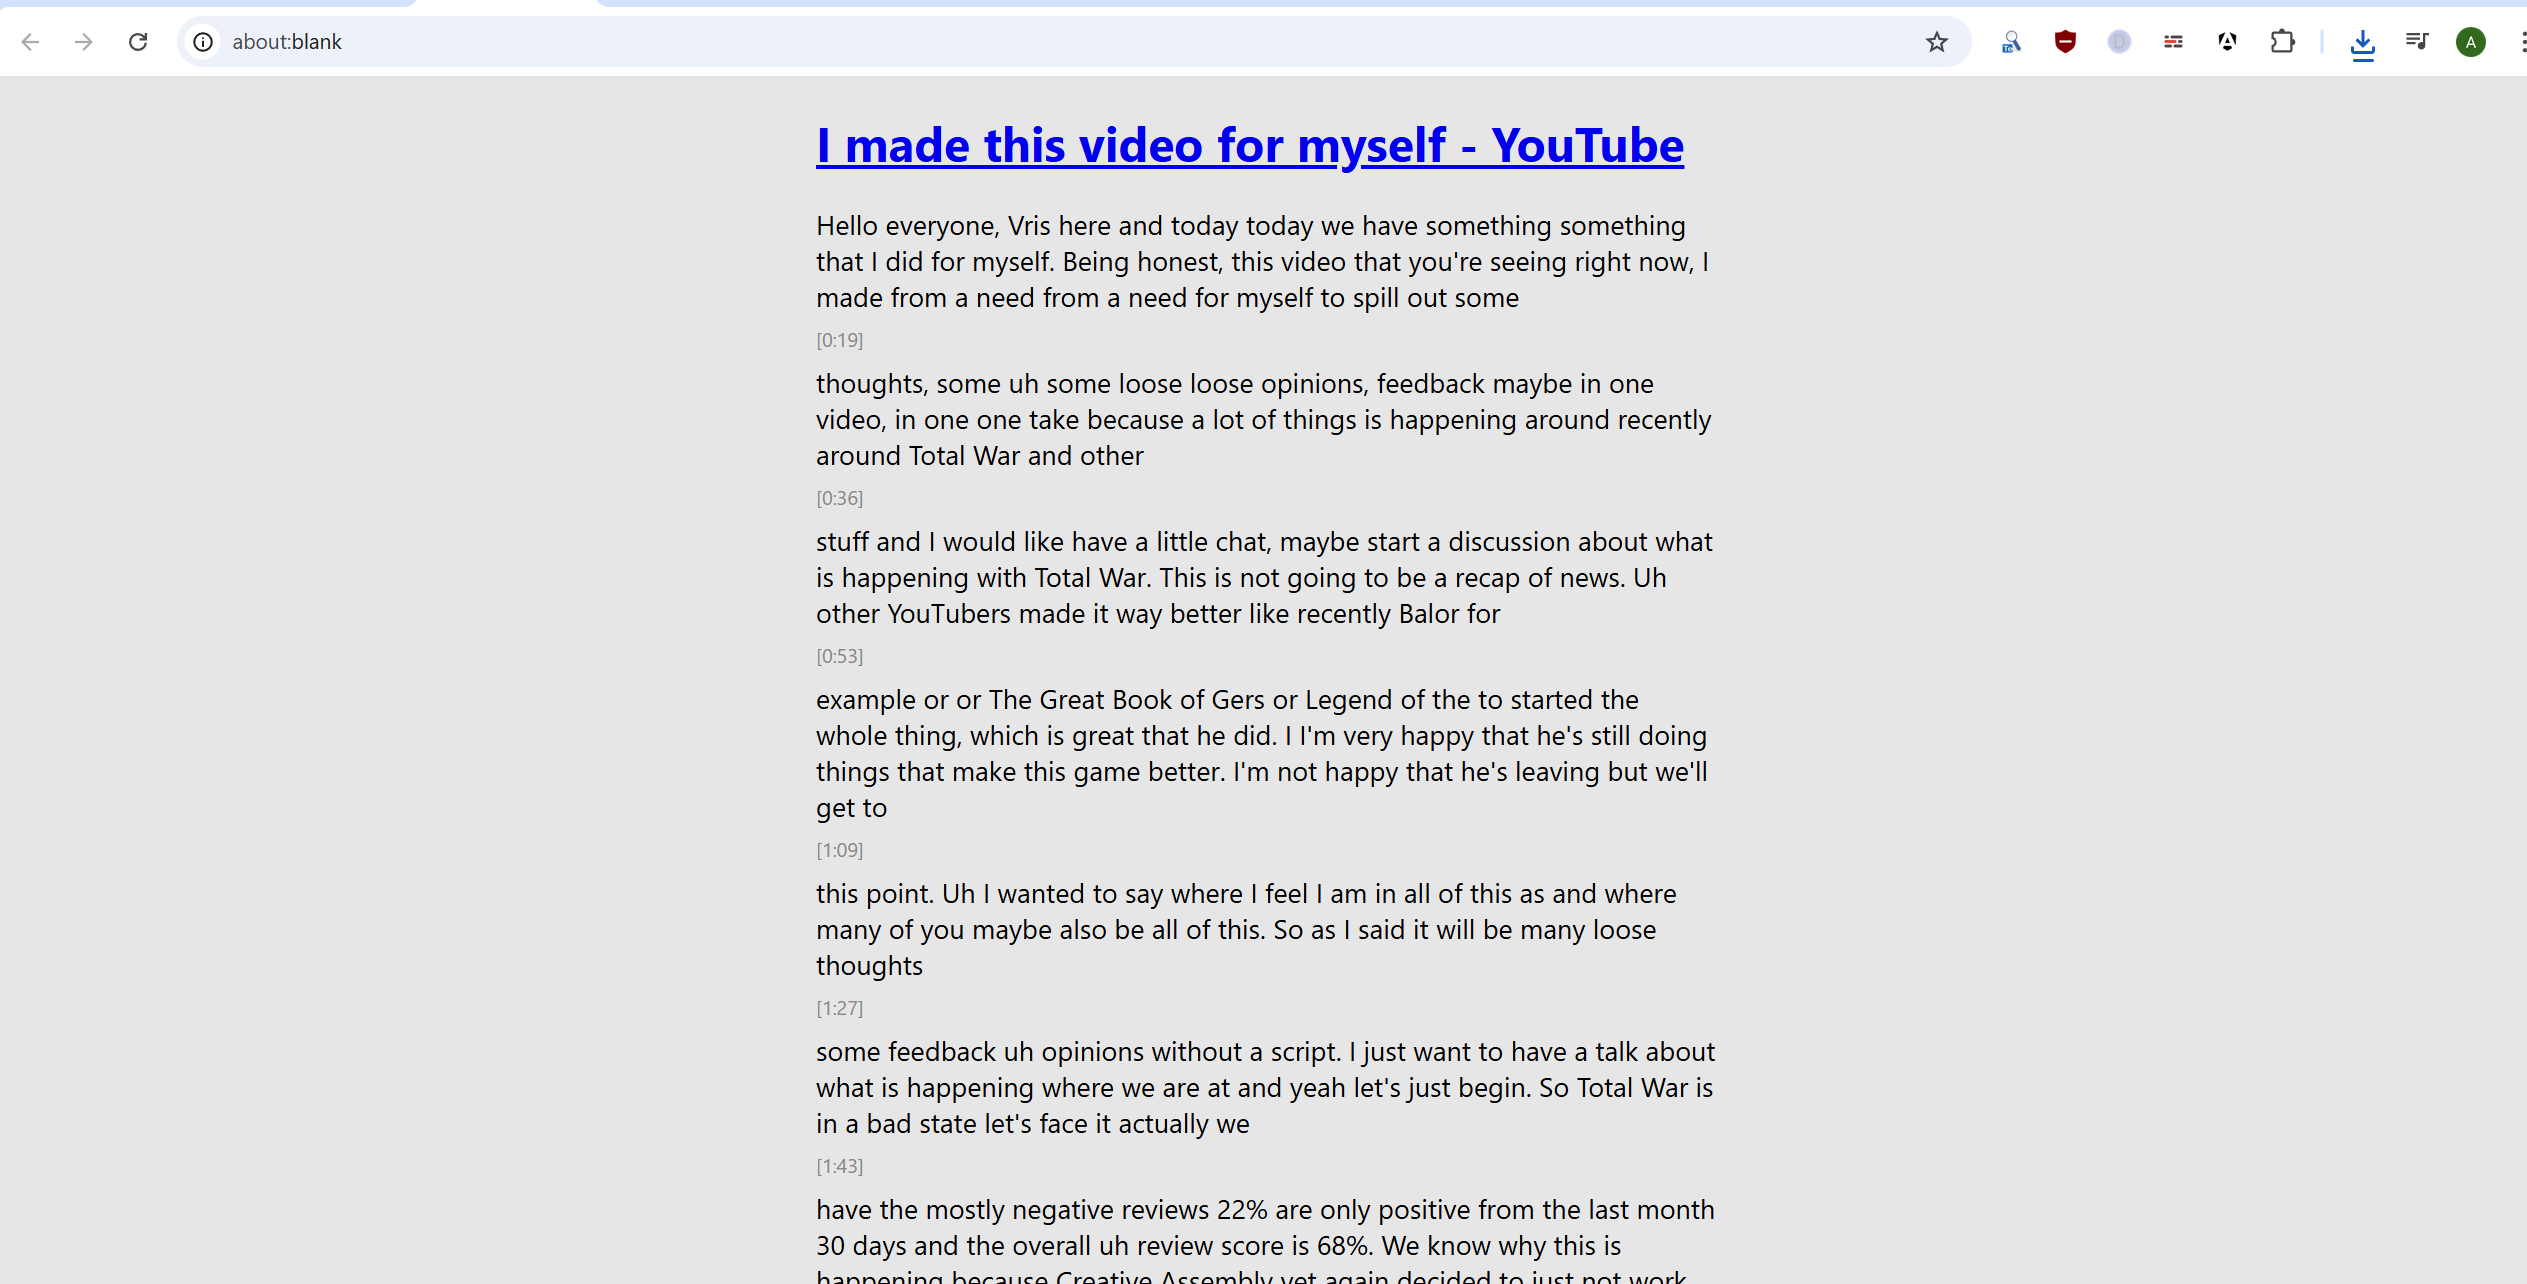 about:blank
A
I made this video for myself - YouTube
Hello everyone, Vris here and today today we have something something
that I did for myself. Being honest, this video that you're seeing right now, I
made from a need from a need for myself to spill out some
[0:19]
thoughts, some uh some loose loose opinions, feedback maybe in one
video, in one one take because a lot of things is happening around recently
around Total War and other
[0:36]
stuff and I would like have a little chat, maybe start a discussion about what
is happening with Total War. This is not going to be a recap of news. Uh
other YouTubers made it way better like recently Balor for
[0:53]
example or or The Great Book of Gers or Legend of the to started the
whole thing, which is great that he did. I I'm very happy that he's still doing
things that make this game better. I'm not happy that he's leaving but we'll
get to
[1:09]
this point. Uh I wanted to say where I feel I am in all of this as and where
many of you maybe also be all of this. So as I said it will be many loose
thoughts
[1:27]
some feedback uh opinions without a script. I just want to have a talk about
what is happening where we are at and yeah let's just begin. So Total War is
in a bad state let's face it actually we
[1:43]
have the mostly negative reviews 22% are only positive from the last month
30 days and the overall uh review score is 68%. We know why this is
happening because Creative Assembly yet again decided to just not work